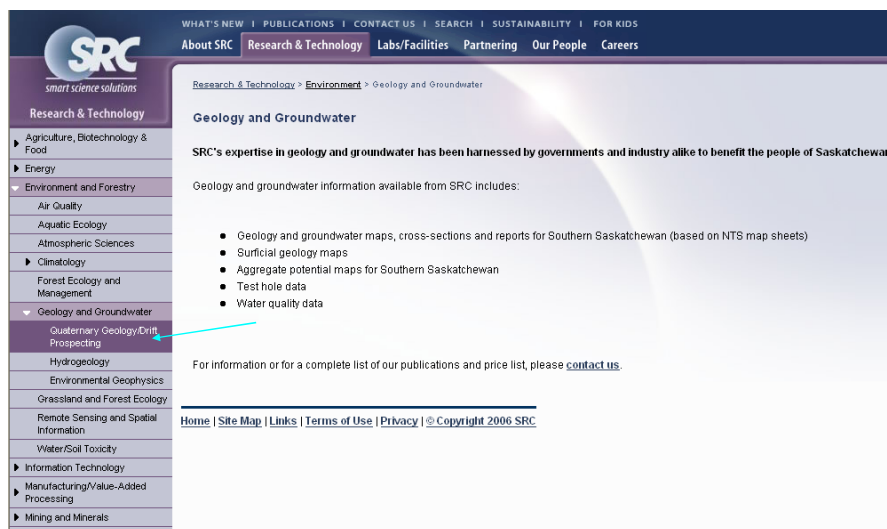 WHAT'S NEW | PUBLICATIONS | CONTACT US | SEARCH | SUSTAINABILITY | FOR KIDS
About SRC Research & Technology Labs/Facilities Partnering Our People Careers
SRC
smart science solutions
Research & Technology
Agriculture, Biotechnology &
Food
Energy
Environment and Forestry
Air Quality
Aquatic Ecology
Atmospheric Sciences
Climatology
Forest Ecology and
Management
Geology and Groundwater
Quaternary Geology/Drift
Prospecting
Hydrogeology
Environmental Geophysics
Grassland and Forest Ecology
Remote Sensing and Spatial
Information
Water/Soil Toxicity
Information Technology
Manufacturing/Value-Added
Processing
Mining and Minerals
Research & Technology > Environment > Geology and Groundwater
Geology and Groundwater
SRC's expertise in geology and groundwater has been harnessed by governments and industry alike to benefit the people of Saskatchewan
Geology and groundwater information available from SRC includes:
● Geology and groundwater maps, cross-sections and reports for Southern Saskatchewan (based on NTS map sheets)
● Surficial geology maps
● Aggregate potential maps for Southern Saskatchewan
● Test hole data
● Water quality data
For information or for a complete list of our publications and price list, please contact us.
Home | Site Map | Links | Terms of Use | Privacy | © Copyright 2006 SRC